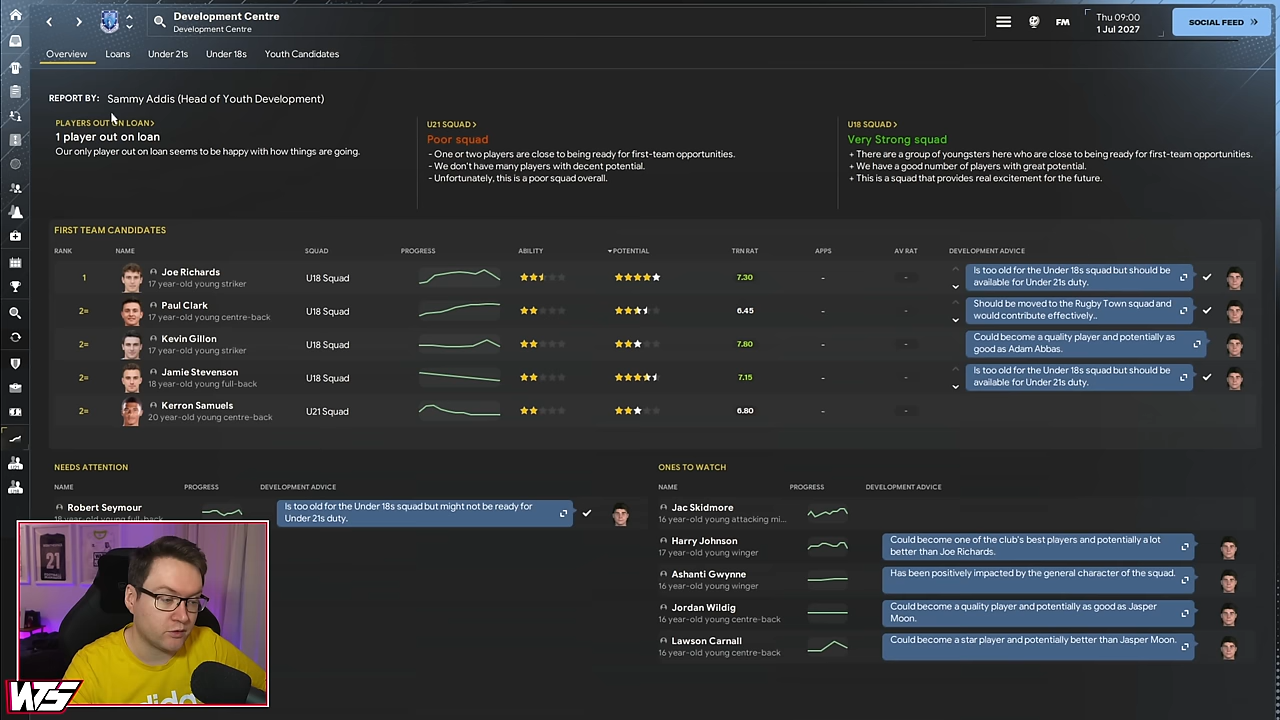 Development Centre
Development Centre
FM
Thu 09:00
1 Jul 2027
SOCIAL FEED
Overview
Loans
Under 21s
Under 18s
Youth Candidates
REPORT BY: Sammy Addis (Head of Youth Development)
PLAYERS OUT ON LOAN
1 player out on loan
Our only player out on loan seems to be happy with how things are going.
U21 SQUAD
Poor squad
- One or two players are close to being ready for first-team opportunities.
- We don't have many players with decent potential.
- Unfortunately, this is a poor squad overall.
U18 SQUAD
Very Strong squad
+ There are a group of youngsters here who are close to being ready for first-team opportunities.
+ We have a good number of players with great potential.
+ This is a squad that provides real excitement for the future.
FIRST TEAM CANDIDATES
RANK NAME SQUAD PROGRESS ABILITY POTENTIAL TRN RAT APPS AV RAT DEVELOPMENT ADVICE
1 Joe Richards U18 Squad 7.30 - -
17 year-old young striker
Is too old for the Under 18s squad but should be
available for Under 21s duty.
2= Paul Clark U18 Squad 6.45 - -
17 year-old young centre-back
Should be moved to the Rugby Town squad and
would contribute effectively..
2= Kevin Gillon U18 Squad 7.80 - -
17 year-old young striker
Could become a quality player and potentially as
good as Adam Abbas.
2= Jamie Stevenson U18 Squad 7.15 - -
18 year-old young full-back
Is too old for the Under 18s squad but should be
available for Under 21s duty.
2= Kerron Samuels U21 Squad 6.80 - -
20 year-old young centre-back
NEEDS ATTENTION
NAME PROGRESS DEVELOPMENT ADVICE
Robert Seymour
18 year-old young full-back
Is too old for the Under 18s squad but might not be ready for
Under 21s duty.
ONES TO WATCH
NAME PROGRESS DEVELOPMENT ADVICE
Jac Skidmore
16 year-old young attacking mi...
Harry Johnson
17 year-old young winger
Could become one of the club's best players and potentially a lot
better than Joe Richards.
Ashanti Gwynne
16 year-old young winger
Has been positively impacted by the general character of the squad.
Jordan Wildig
16 year-old young centre-back
Could become a quality player and potentially as good as Jasper
Moon.
Lawson Carnall
16 year-old young centre-back
Could become a star player and potentially better than Jasper Moon.
21
WTS